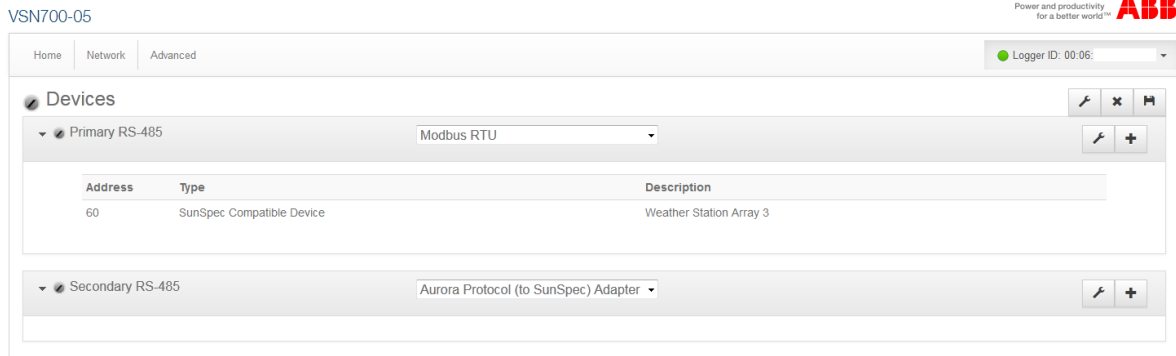 VSN700-05
Power and productivity
for a better world™
ABB
Home Network Advanced
Logger ID: 00:06:
Devices
Primary RS-485 Modbus RTU
Address Type Description
60 SunSpec Compatible Device Weather Station Array 3
Secondary RS-485 Aurora Protocol (to SunSpec) Adapter